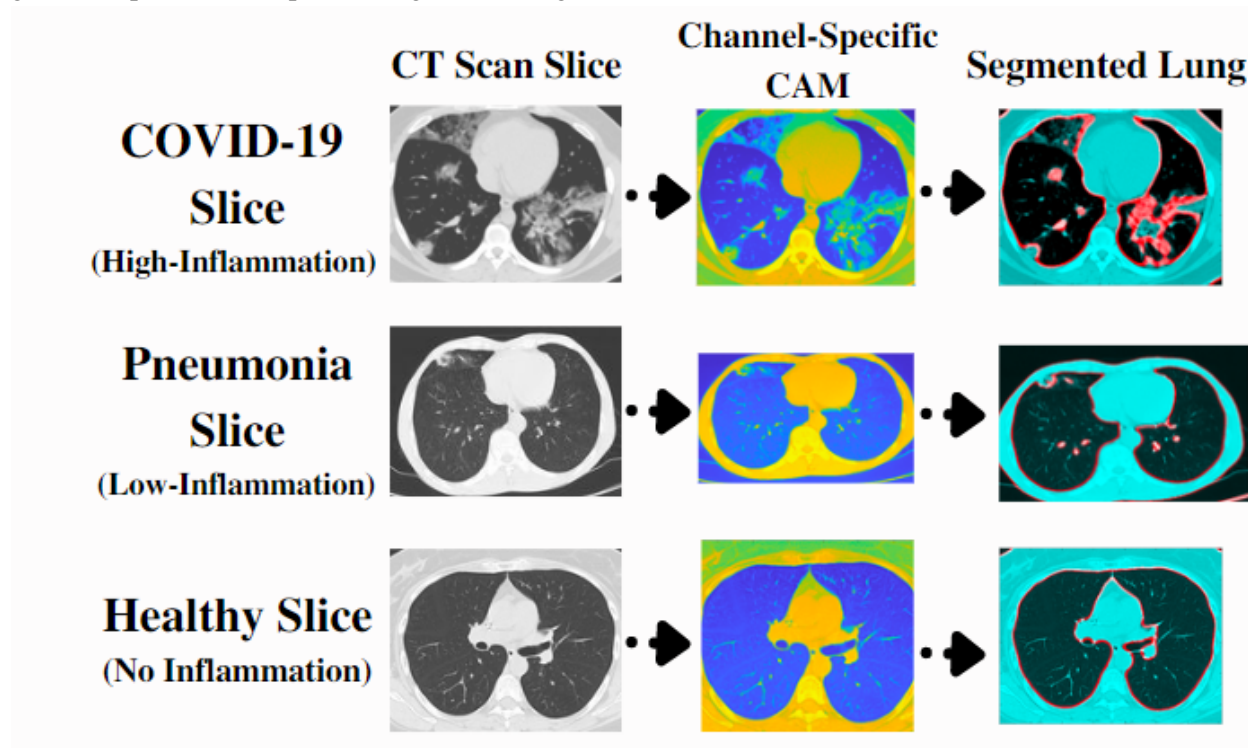 CT Scan Slice
Channel-Specific
CAM
Segmented Lung
COVID-19
Slice
(High-Inflammation)
Pneumonia
Slice
(Low-Inflammation)
Healthy Slice
(No Inflammation)